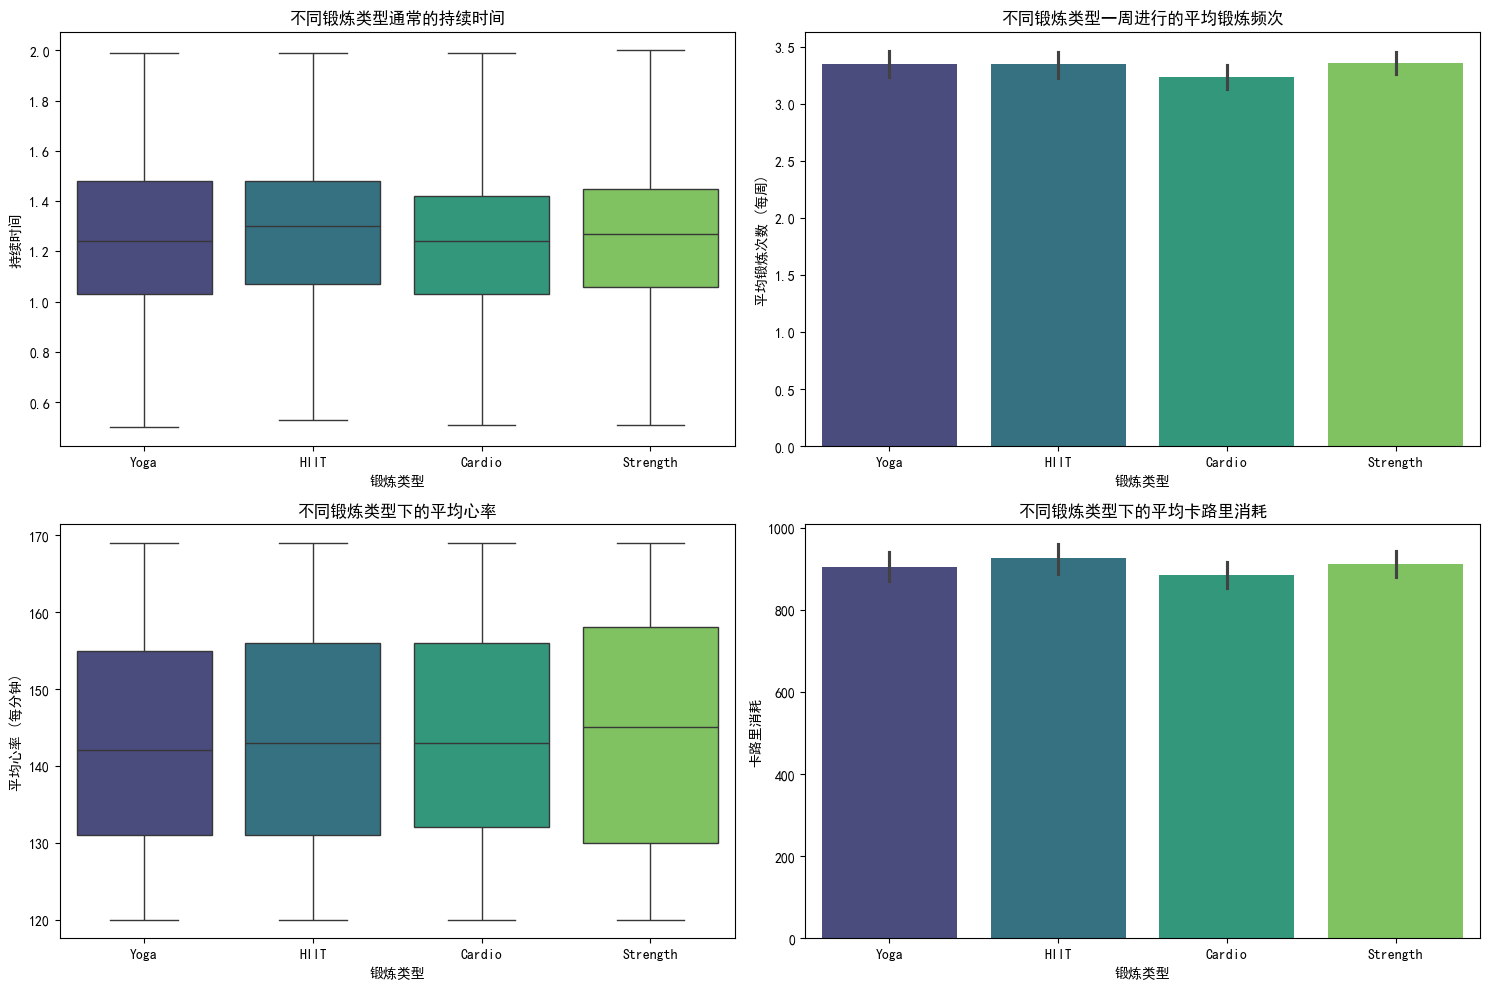 不同锻炼类型通常的持续时间
2.0
1.8
1.6
1.4
1.2
1.0
0.8
0.6
持续时间
Yoga
HIIT
Cardio
Strength
锻炼类型
不同锻炼类型一周进行的平均锻炼频次
3.5
3.0
2.5
2.0
1.5
1.0
0.5
0.0
平均锻炼次数 (每周)
Yoga
HIIT
Cardio
Strength
锻炼类型
不同锻炼类型下的平均心率
170
160
150
140
130
120
平均心率 (每分钟)
Yoga
HIIT
Cardio
Strength
锻炼类型
不同锻炼类型下的平均卡路里消耗
1000
800
600
400
200
0
卡路里消耗
Yoga
HIIT
Cardio
Strength
锻炼类型